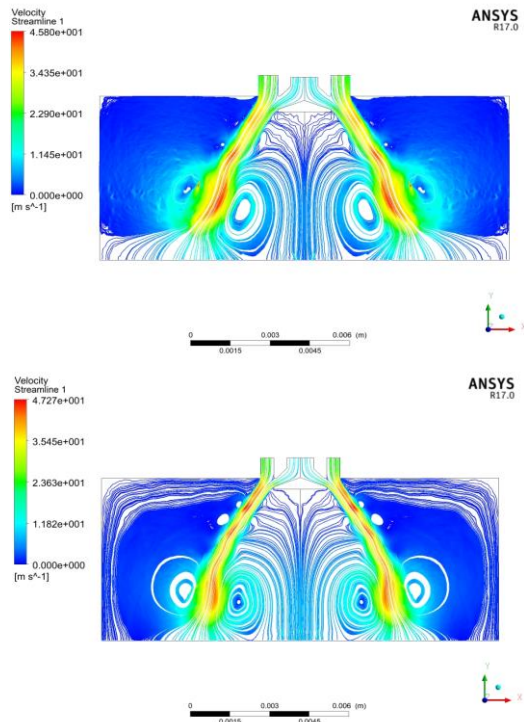 Velocity
Streamline 1
4.580e+001
3.435e+001
2.290e+001
1.145e+001
0.000e+000
[m s^-1]
ANSYS
R17.0
0 0.003 0.006 (m)
0.0015 0.0045
Y
X
Velocity
Streamline 1
4.727e+001
3.545e+001
2.363e+001
1.182e+001
0.000e+000
[m s^-1]
ANSYS
R17.0
0 0.003 0.006 (m)
0.0015 0.0045
Y
X